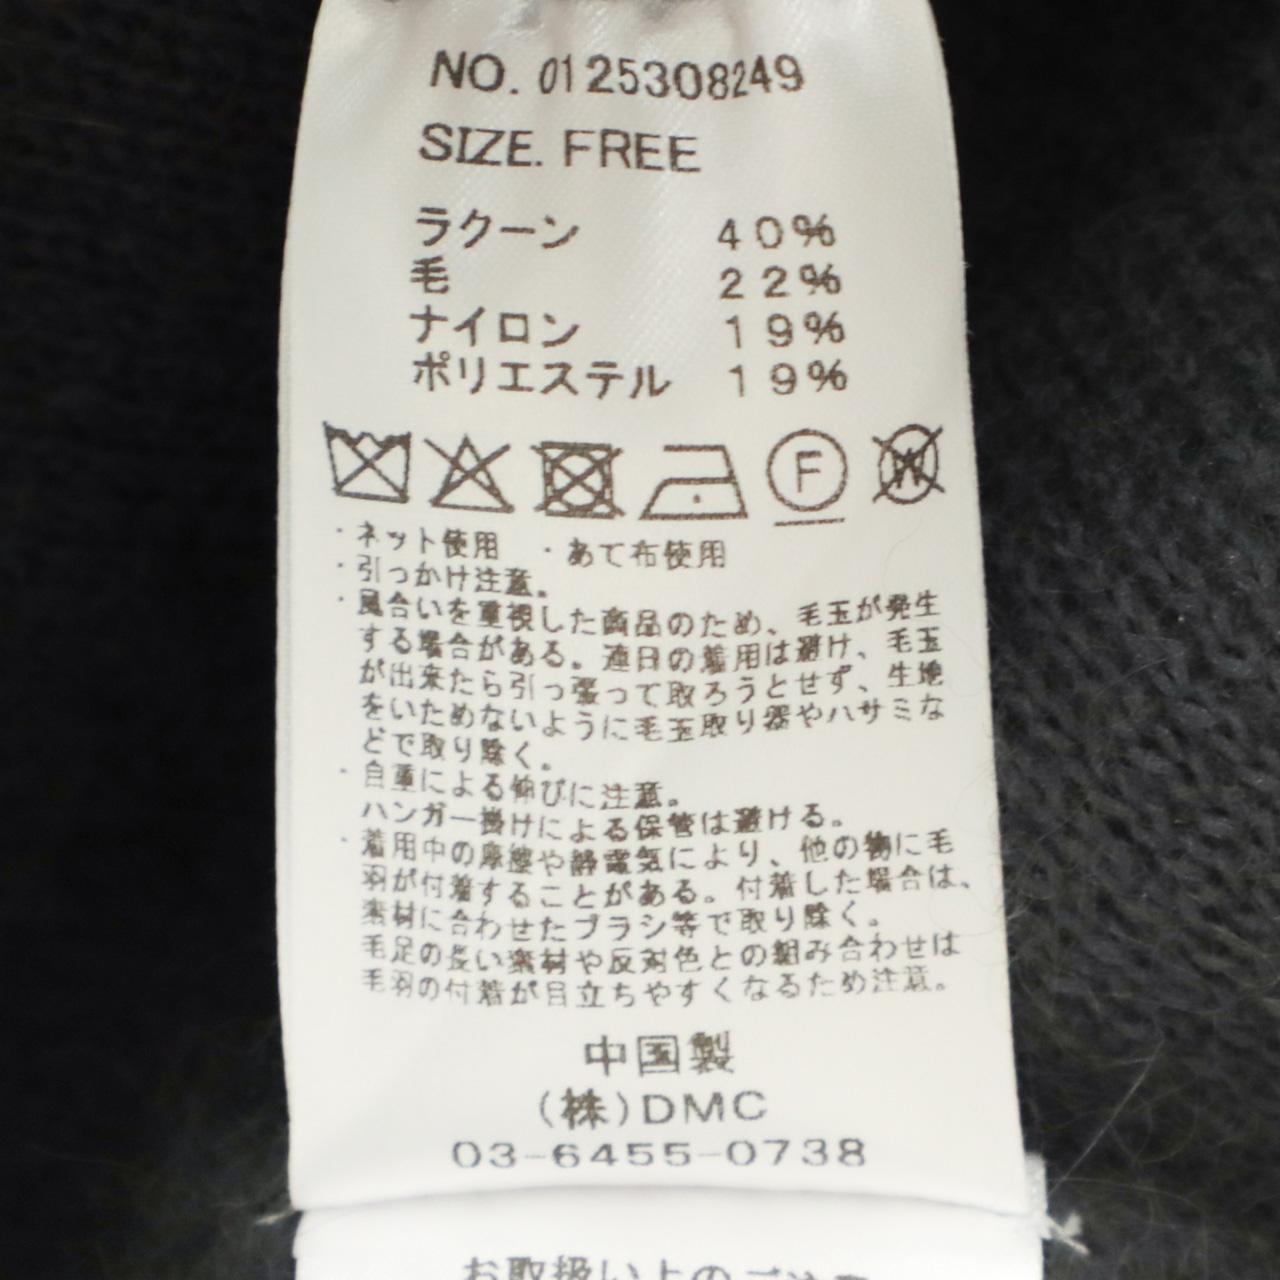 NO. 0125308249
SIZE. FREE
ラクーン 40%
毛 22%
ナイロン 19%
ポリエステル 19%
F W
・ネット使用 ・あて布使用
・引っかけ注意。
・風合いを重視した商品のため、毛玉が発生
する場合がある。連日の着用は避け、毛玉
が出来たら引っ張って取ろうとせず、生地
をいためないように毛玉取り器やハサミな
どで取り除く。
・自重による伸びに注意。
ハンガー掛けによる保管は避ける。
・着用中の摩擦や静電気により、他の物に毛
羽が付着することがある。付着した場合は、
素材に合わせたブラシ等で取り除く。
毛足の長い素材や反対色との組み合わせは
毛羽の付着が目立ちやすくなるため注意。
中国製
(株)DMC
03-6455-0738
お取扱い上の